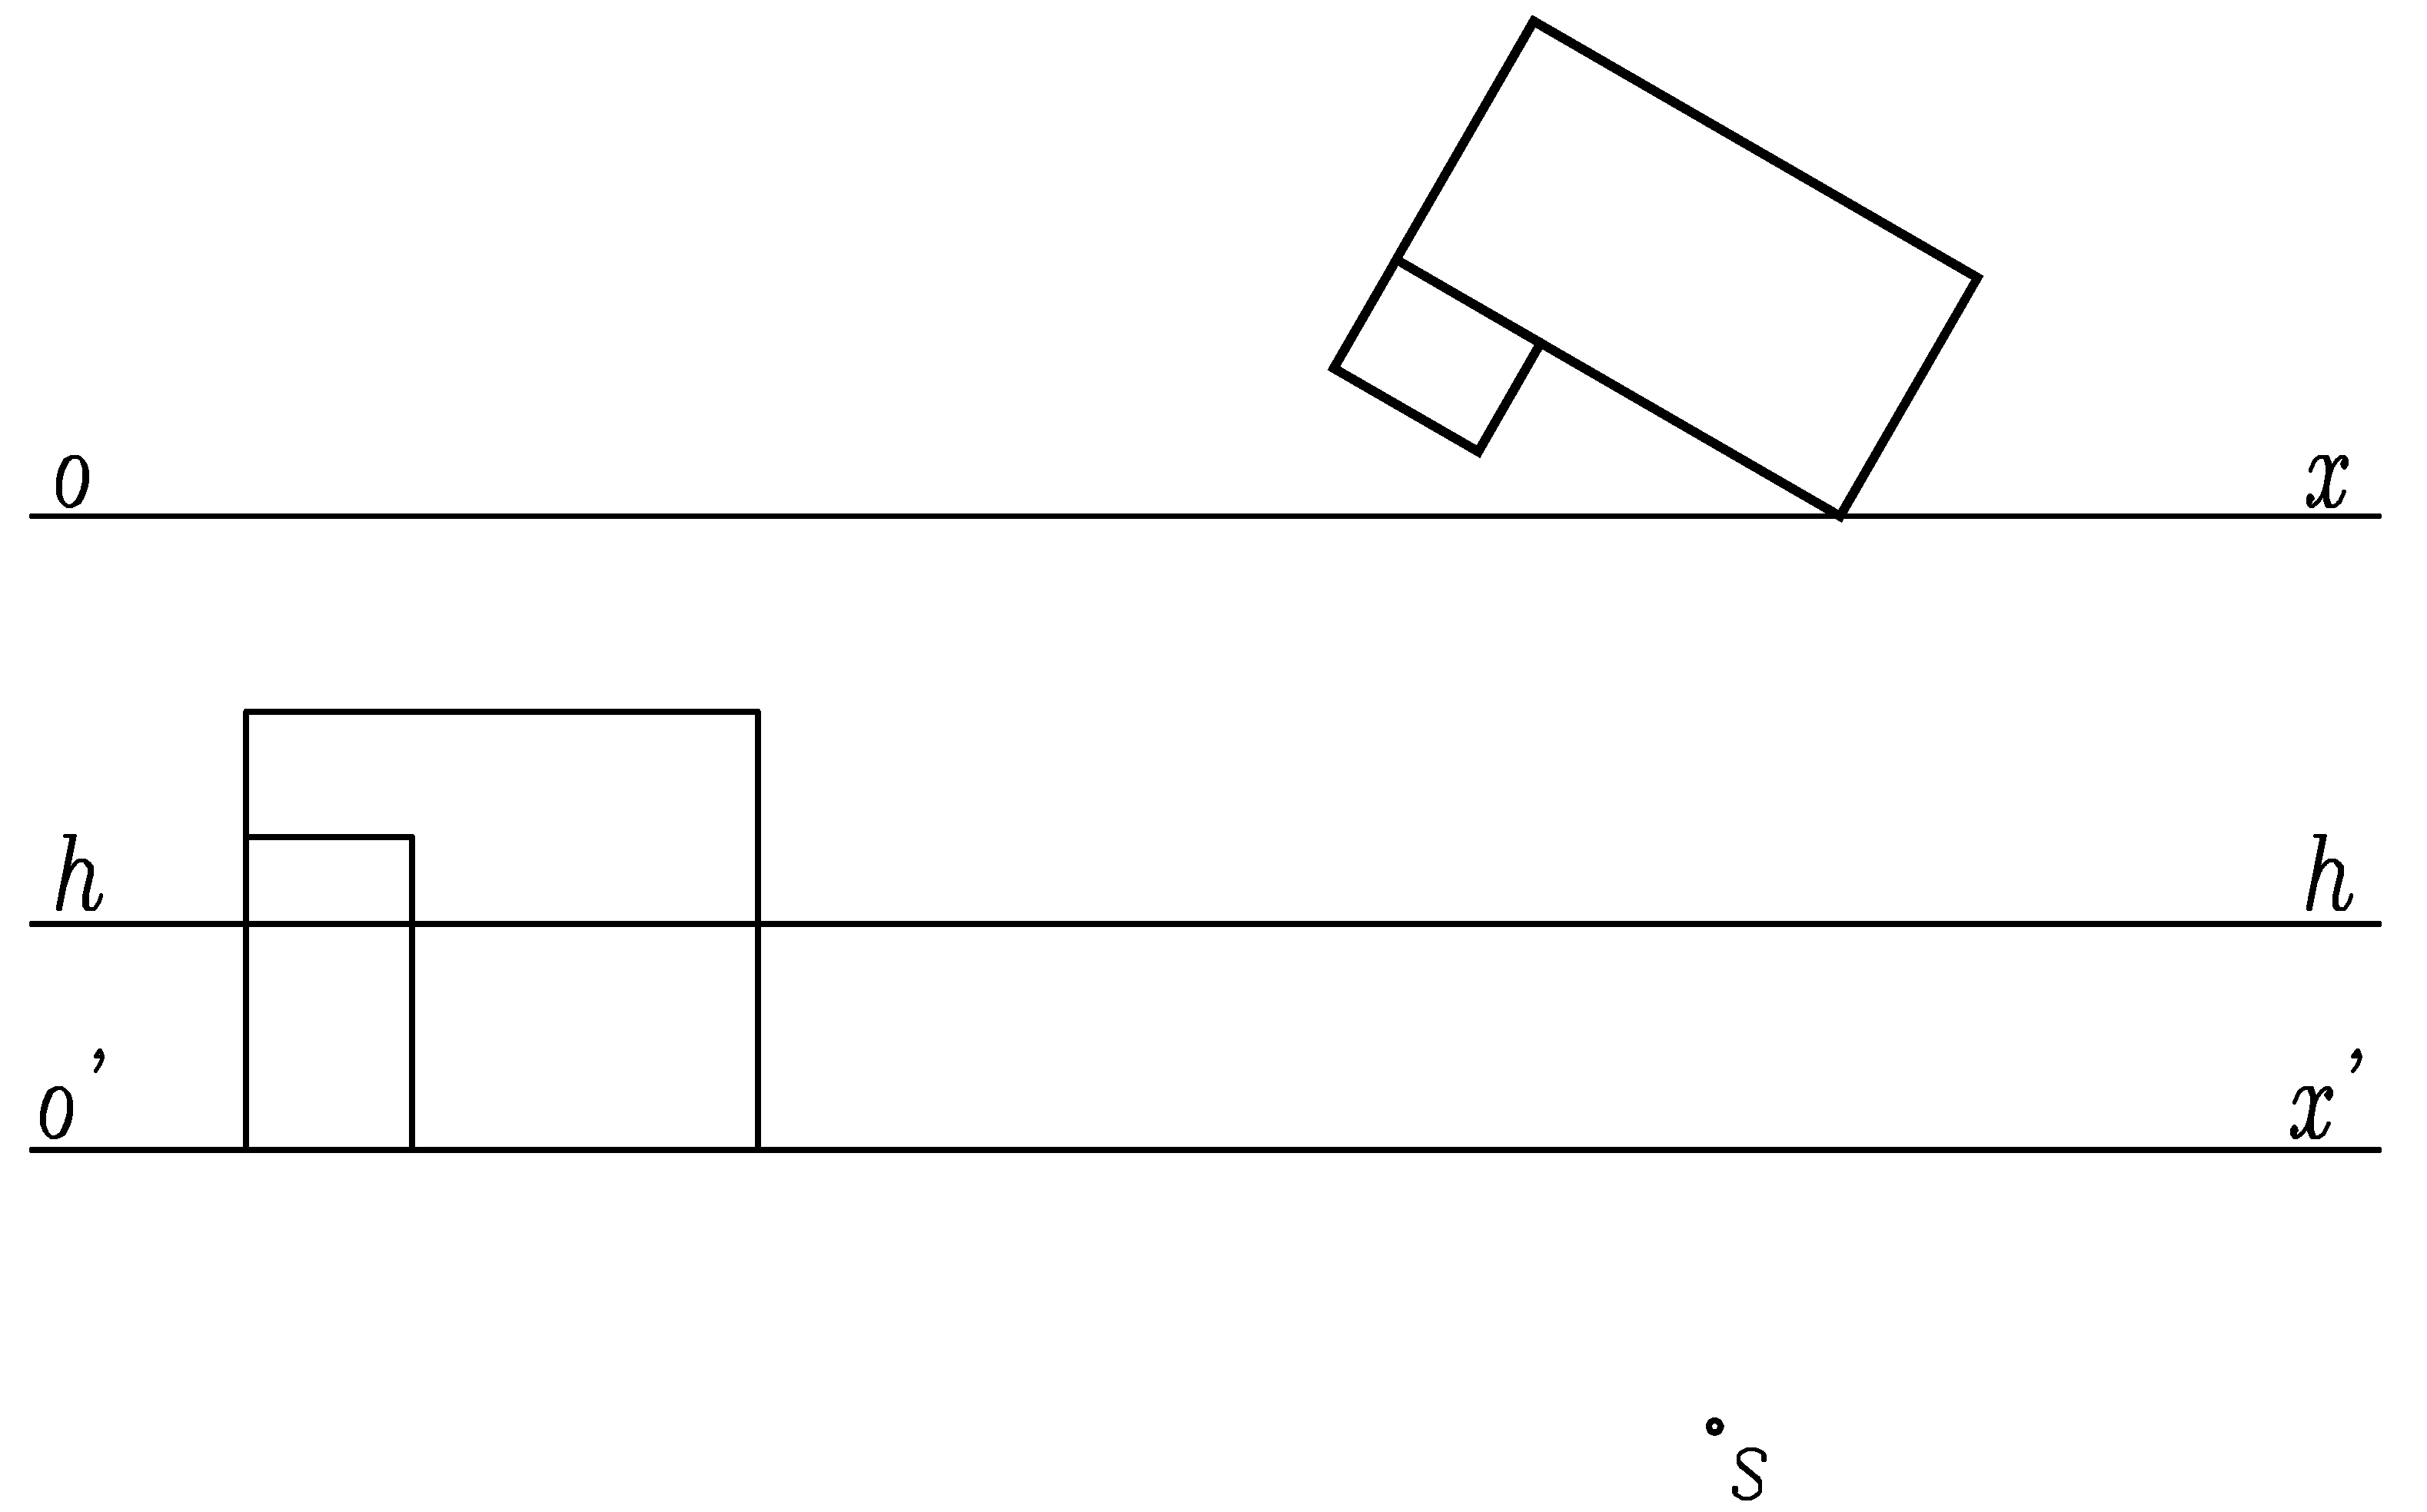 o x
h h
o' x'
s